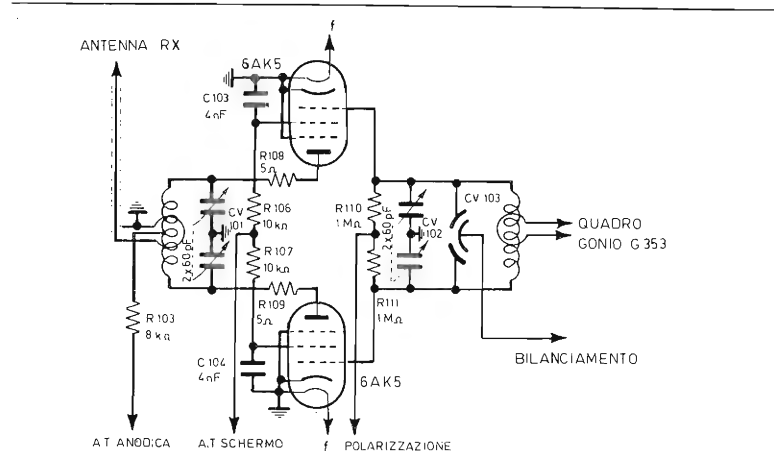 ANTENNA RX
6AK5
f
C103
4nF
R108
5Ω
CV
101
2x60pF
R106
10kΩ
R107
10kΩ
R109
5Ω
R103
8kΩ
C104
4nF
6AK5
R110
1MΩ
2x60pF
CV
102
R111
1MΩ
CV 103
QUADRO
GONIO G 353
BILANCIAMENTO
A T ANODICA
A.T SCHERMO
f
POLARIZZAZIONE